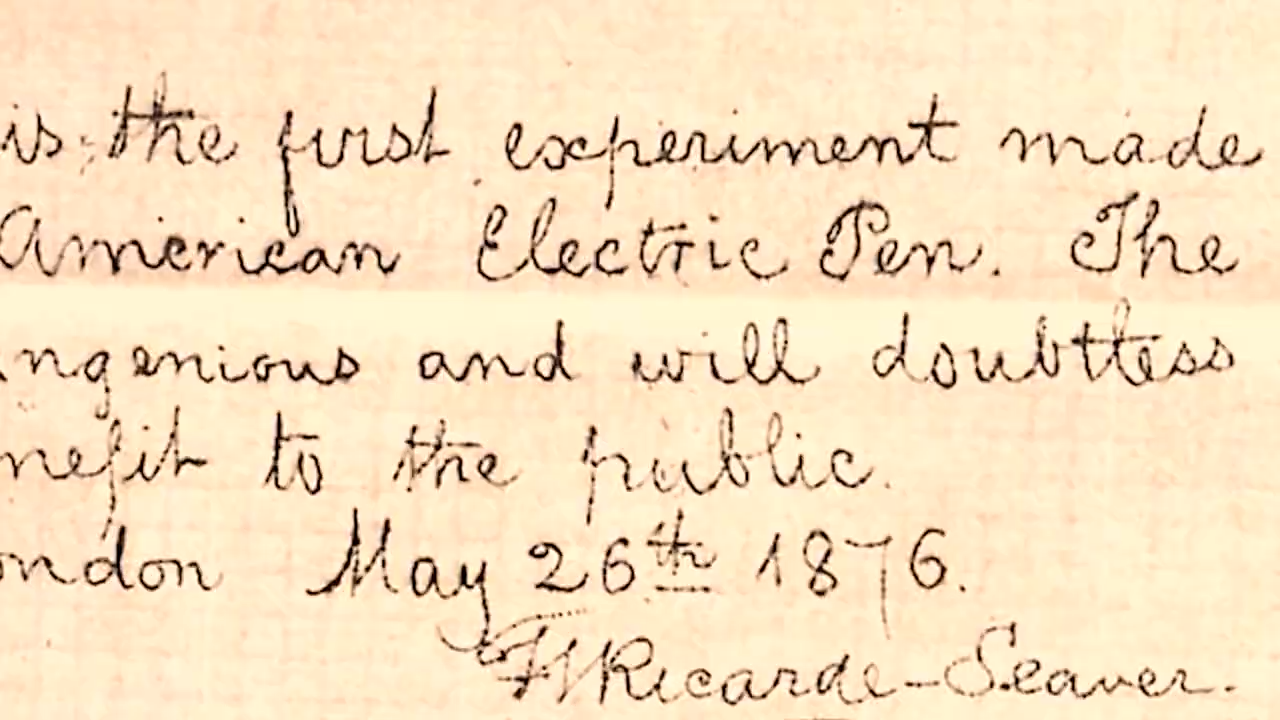 is the first experiment made
American Electric Pen. The
ngenious and will doubtless
nefit to the public.
ondon May 26th 1876.
Ricarde-Seaver.